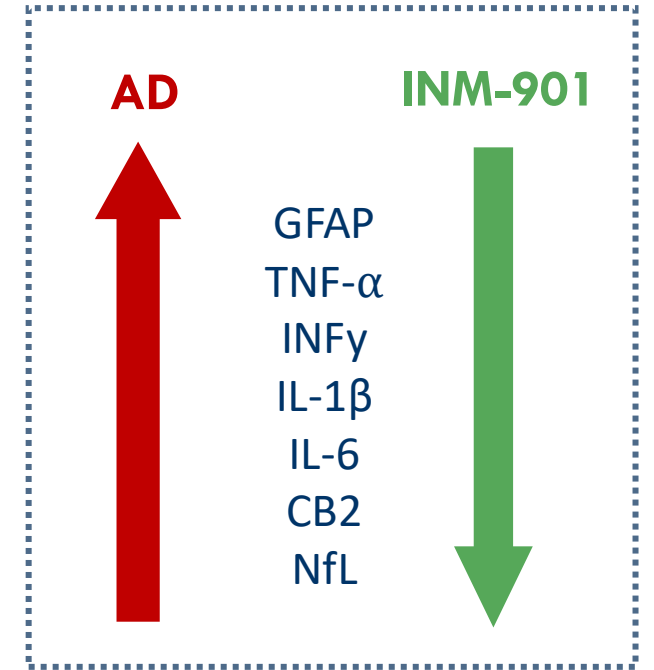 AD
INM-901
GFAP
TNF-α
INFγ
IL-1β
IL-6
CB2
NfL